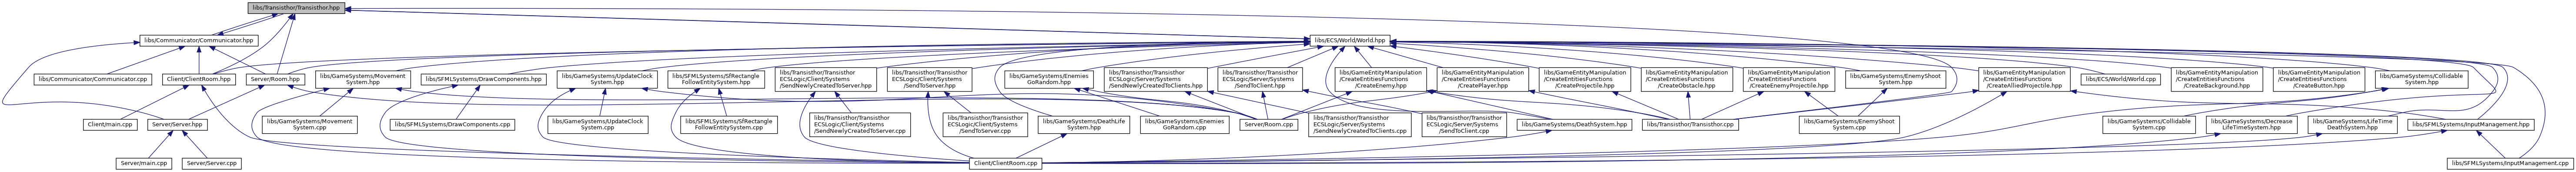 libs/Transisthor/Transisthor.hpp
libs/Communicator/Communicator.hpp
libs/ECS/World/World.hpp
libs/Communicator/Communicator.cpp
Client/ClientRoom.hpp
Server/Room.hpp
libs/GameSystems/Movement
System.hpp
libs/SFMLSystems/DrawComponents.hpp
libs/GameSystems/UpdateClock
System.hpp
libs/SFMLSystems/SfRectangle
FollowEntitySystem.hpp
libs/Transisthor/Transisthor
ECSLogic/Client/Systems
/SendNewlyCreatedToServer.hpp
libs/Transisthor/Transisthor
ECSLogic/Client/Systems
/SendToServer.hpp
libs/GameSystems/Enemies
GoRandom.hpp
libs/Transisthor/Transisthor
ECSLogic/Server/Systems
/SendNewlyCreatedToClients.hpp
libs/Transisthor/Transisthor
ECSLogic/Server/Systems
/SendToClient.hpp
libs/GameEntityManipulation
/CreateEntitiesFunctions
/CreateEnemy.hpp
libs/GameEntityManipulation
/CreateEntitiesFunctions
/CreatePlayer.hpp
libs/GameEntityManipulation
/CreateEntitiesFunctions
/CreateProjectile.hpp
libs/GameEntityManipulation
/CreateEntitiesFunctions
/CreateObstacle.hpp
libs/GameEntityManipulation
/CreateEntitiesFunctions
/CreateEnemyProjectile.hpp
libs/GameSystems/EnemyShoot
System.hpp
libs/GameEntityManipulation
/CreateEntitiesFunctions
/CreateAlliedProjectile.hpp
libs/ECS/World/World.cpp
libs/GameEntityManipulation
/CreateEntitiesFunctions
/CreateBackground.hpp
libs/GameEntityManipulation
/CreateEntitiesFunctions
/CreateButton.hpp
libs/GameSystems/Collidable
System.hpp
Client/main.cpp
Server/Server.hpp
libs/GameSystems/Movement
System.cpp
libs/SFMLSystems/DrawComponents.cpp
libs/GameSystems/UpdateClock
System.cpp
libs/SFMLSystems/SfRectangle
FollowEntitySystem.cpp
libs/Transisthor/Transisthor
ECSLogic/Client/Systems
/SendNewlyCreatedToServer.cpp
libs/Transisthor/Transisthor
ECSLogic/Client/Systems
/SendToServer.cpp
libs/GameSystems/DeathLife
System.hpp
libs/GameSystems/Enemies
GoRandom.cpp
Server/Room.cpp
libs/Transisthor/Transisthor
ECSLogic/Server/Systems
/SendNewlyCreatedToClients.cpp
libs/Transisthor/Transisthor
ECSLogic/Server/Systems
/SendToClient.cpp
libs/GameSystems/DeathSystem.hpp
libs/Transisthor/Transisthor.cpp
libs/GameSystems/EnemyShoot
System.cpp
libs/GameSystems/Collidable
System.cpp
libs/GameSystems/Decrease
LifeTimeSystem.hpp
libs/GameSystems/LifeTime
DeathSystem.hpp
libs/SFMLSystems/InputManagement.hpp
Server/main.cpp
Server/Server.cpp
Client/ClientRoom.cpp
libs/SFMLSystems/InputManagement.cpp